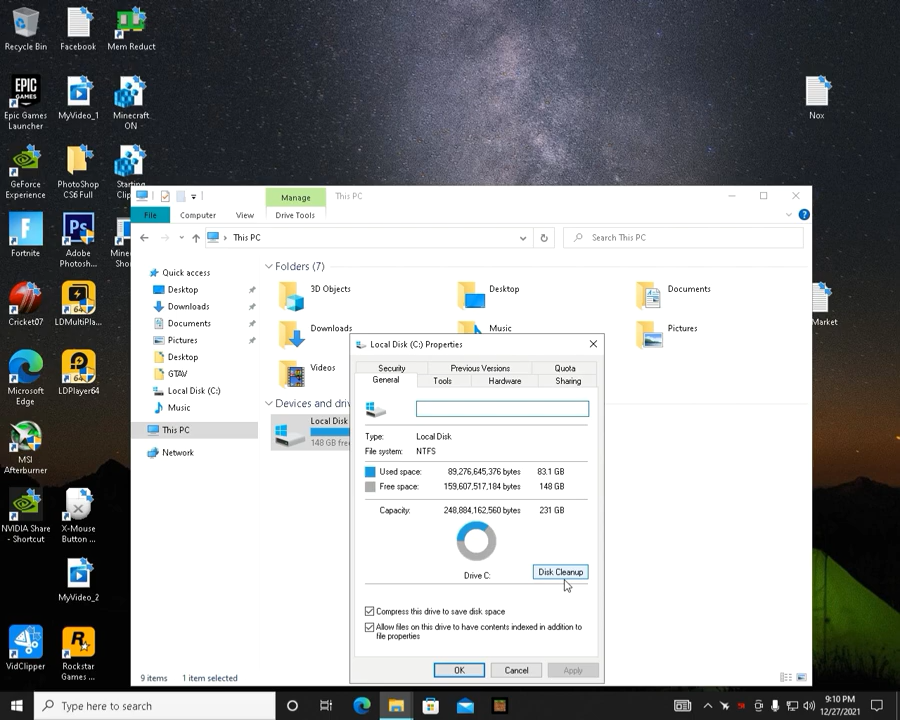 Recycle Bin
Facebook
Mem Reduct
EPIC
GAMES
Epic Games
Launcher
MyVideo_1
Minecraft
ON
Nox
GeForce
Experience
PhotoShop
CS6 Full
Starting
Fortnite
Ps
Adobe
Photosh...
Cricket07
64
LDMultiPla...
Market
Microsoft
Edge
64
LDPlayer64
MSI
Afterburner
NVIDIA Share
- Shortcut
X-Mouse
Button ...
MyVideo_2
VidClipper
Rockstar
Games ...
Manage
This PC
File
Computer
View
Drive Tools
This PC
Search This PC
Quick access
Desktop
Downloads
Documents
Pictures
Desktop
GTAV
Local Disk (C:)
Music
This PC
Network
Folders (7)
3D Objects
Desktop
Documents
Downloads
Music
Pictures
Videos
Devices and driv
Local Disk
148 GB fre
9 items
1 item selected
Local Disk (C:) Properties
Security
Previous Versions
Quota
General
Tools
Hardware
Sharing
Type:
Local Disk
File system:
NTFS
Used space:
89,276,645,376 bytes
83.1 GB
Free space:
159,607,517,184 bytes
148 GB
Capacity:
248,884,162,560 bytes
231 GB
Drive C:
Disk Cleanup
Compress this drive to save disk space
Allow files on this drive to have contents indexed in addition to
file properties
OK
Cancel
Apply
Type here to search
9:10 PM
12/27/2021